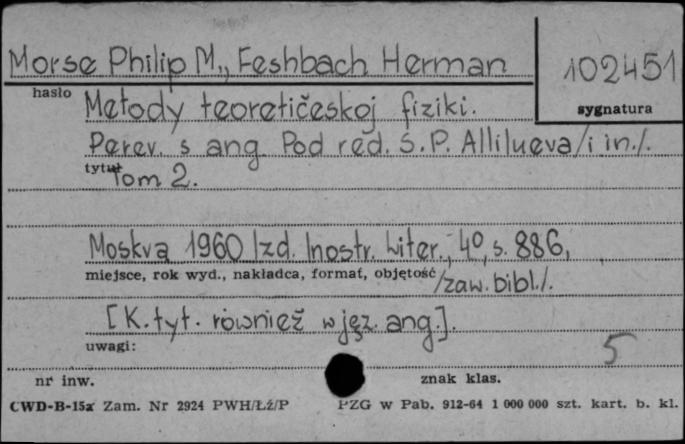 Morse Philip M., Feshbach Herman
102451
hasło
sygnatura
Metody teoretičeskoj fiziki.
Perev. s ang. Pod red. S.P. Allilueva /i in./.
tytuł
Tom 2.
Moskva 1960 Izd. Inostr. Liter., 4°, s. 886,
miejsce, rok wyd., nakładca, format, objętość
/zaw. bibl./.
[K. tyt. również w jęz. ang.].
uwagi:
5
nr inw.
znak klas.
CWD-B-15a Zam. Nr 2924 PWH/Łź/P
PZG w Pab. 912-64 1 000 000 szt. kart. b. kl.